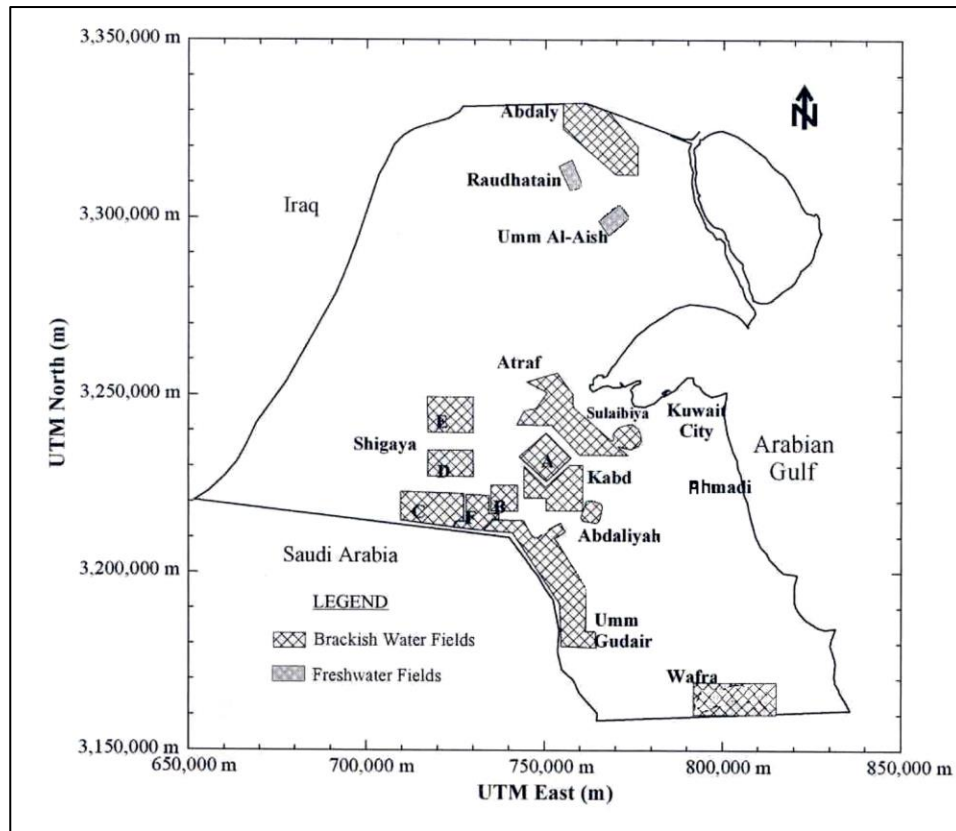 3,350,000 m
Abdaly
Raudhatain
Iraq
3,300,000 m
Umm Al-Aish
UTM North (m)
3,250,000 m
Atraf
Sulaibiya
Kuwait
City
E
Shigaya
Arabian
Gulf
A
D
Kabd
Ahmadi
B
C
F
Abdaliyah
Saudi Arabia
3,200,000 m
LEGEND
Umm
Gudair
Brackish Water Fields
Freshwater Fields
Wafra
3,150,000 m
650,000 m 700,000 m 750,000 m 800,000 m 850,000 m
UTM East (m)
N